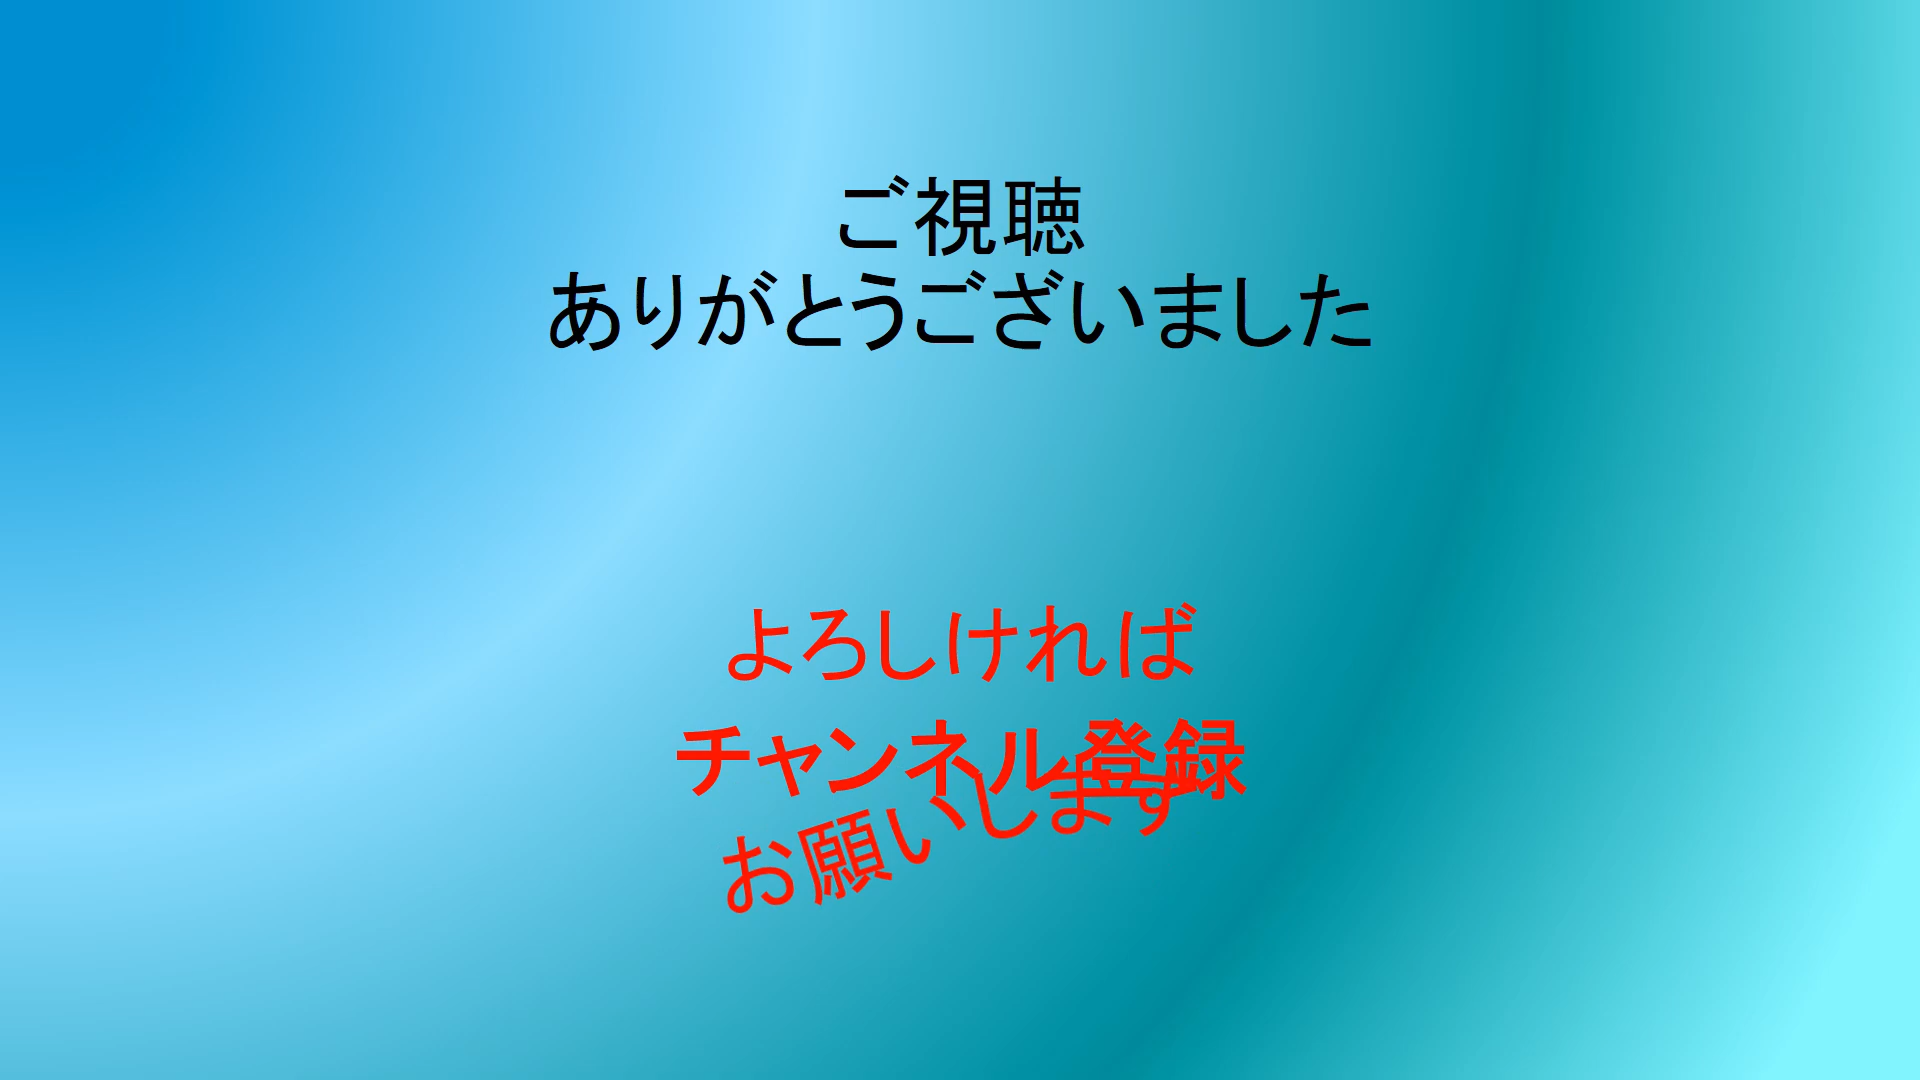 ご視聴
ありがとうございました
よろしければ
チャンネル登録
お願いします